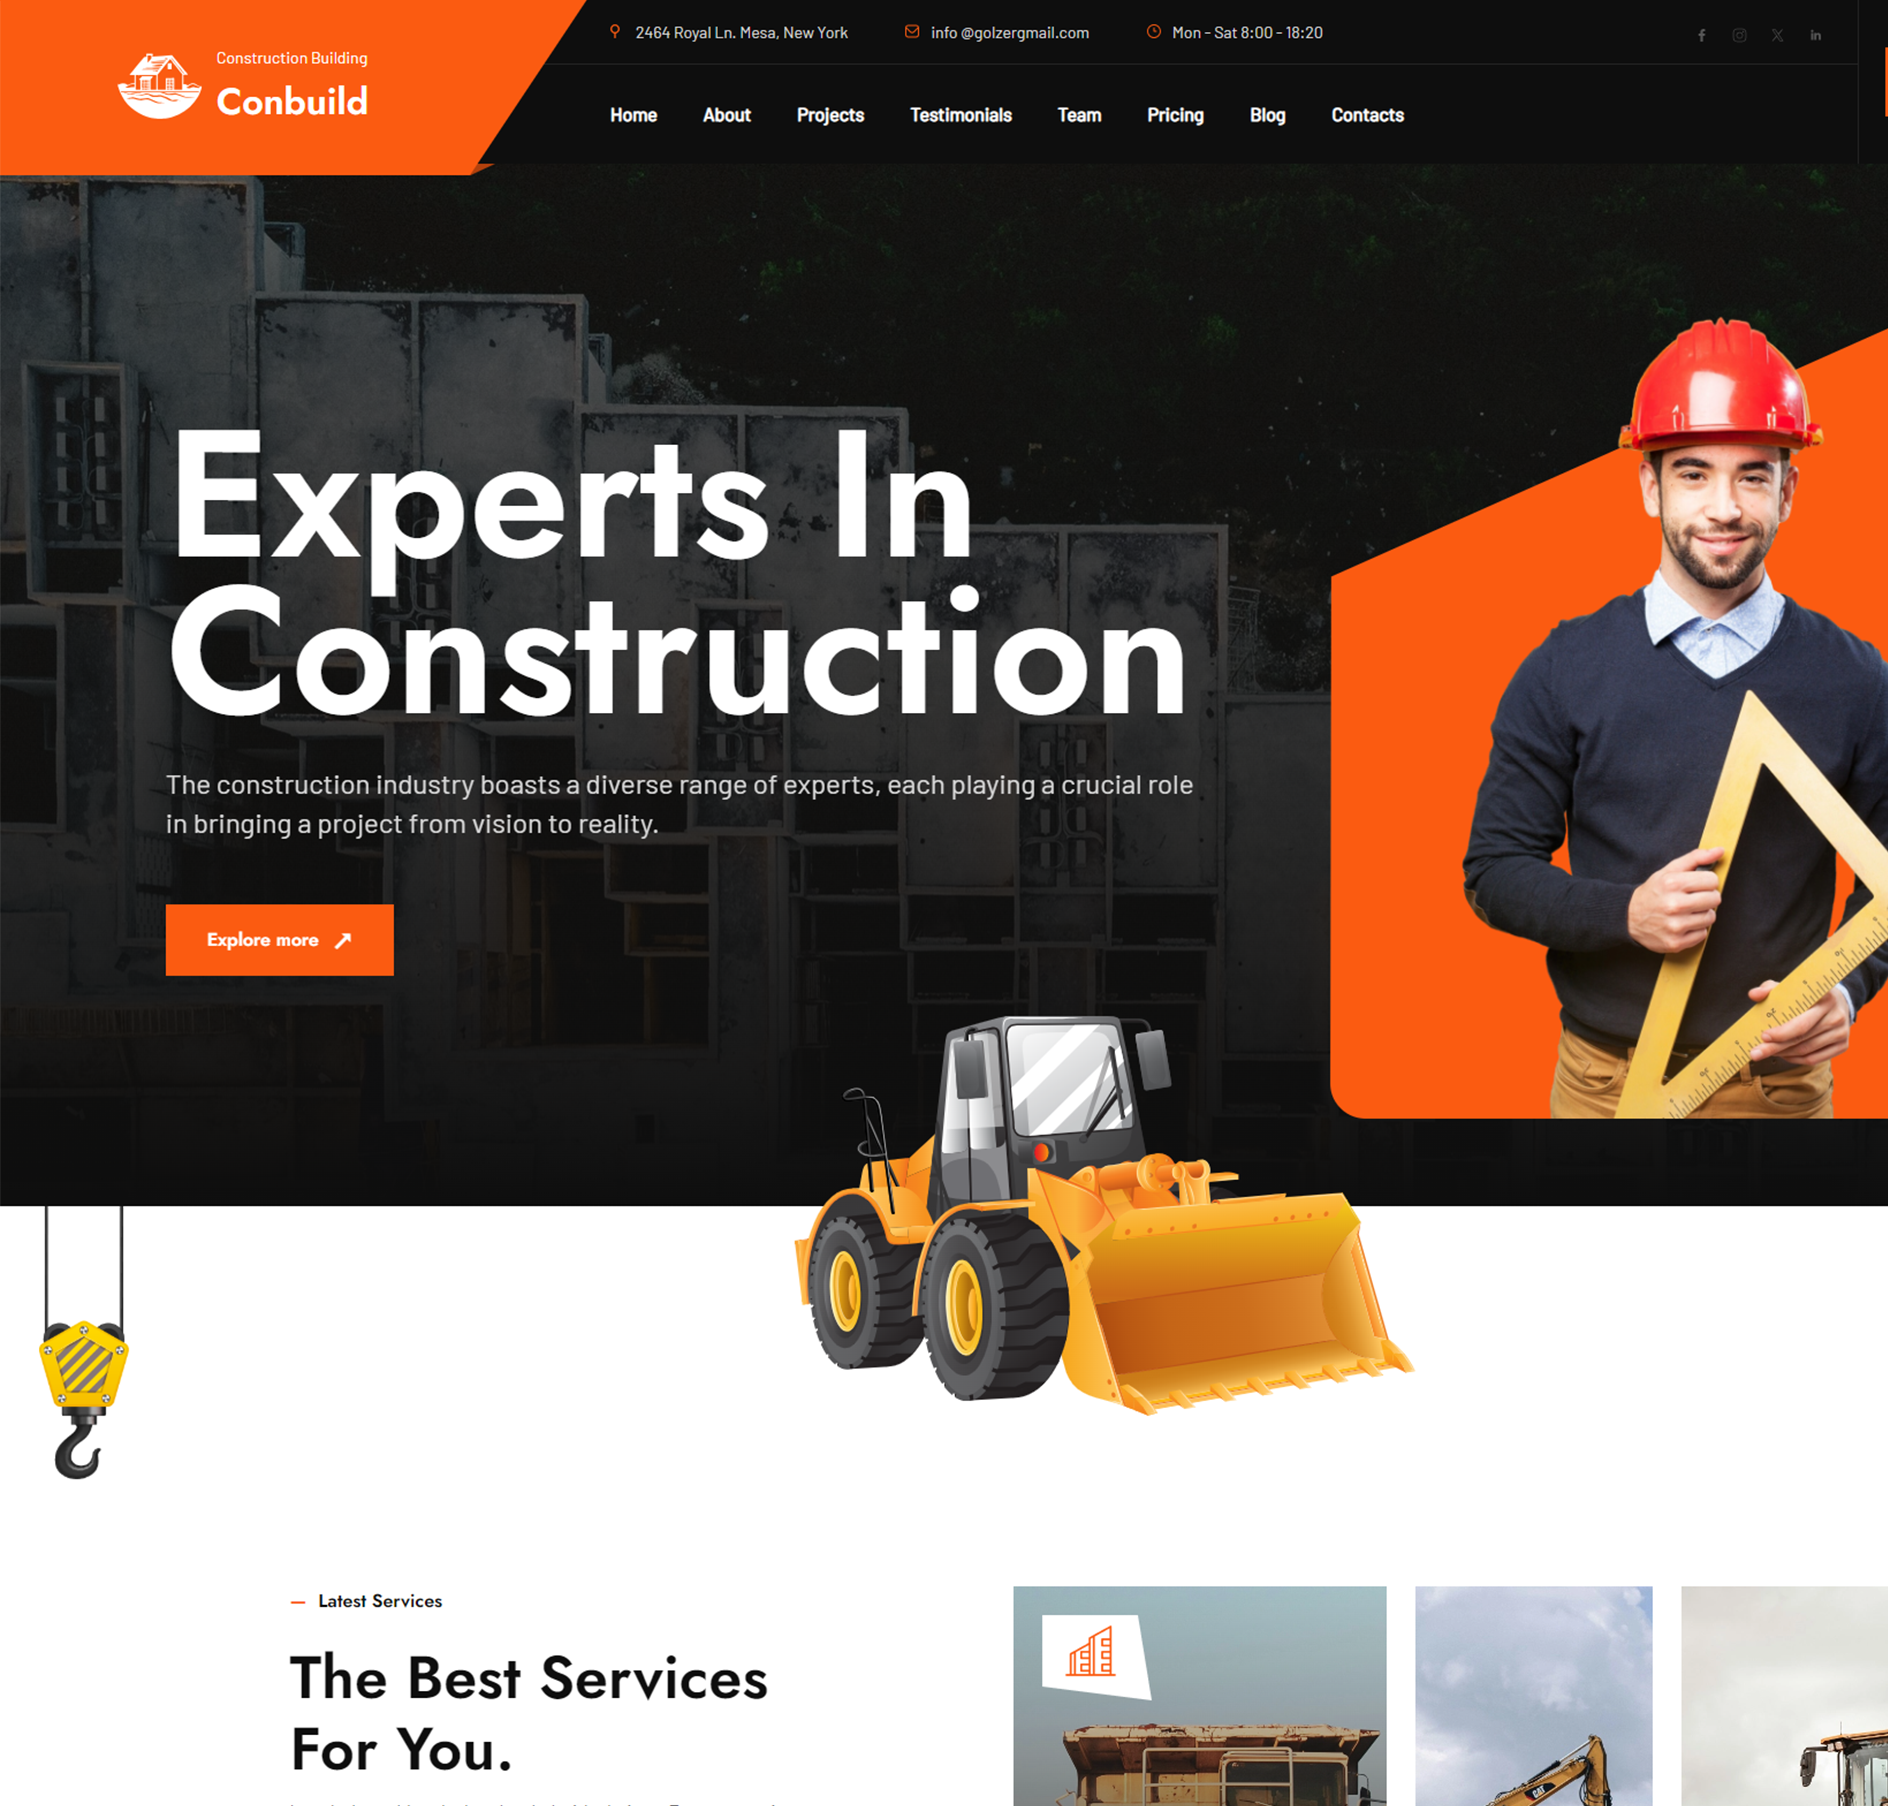 Construction Building
Conbuild
2464 Royal Ln. Mesa, New York
info @golzergmail.com
Mon - Sat 8:00 - 18:20
Home
About
Projects
Testimonials
Team
Pricing
Blog
Contacts
Experts In
Construction
The construction industry boasts a diverse range of experts, each playing a crucial role
in bringing a project from vision to reality.
Explore more
Latest Services
The Best Services
For You.
CAT